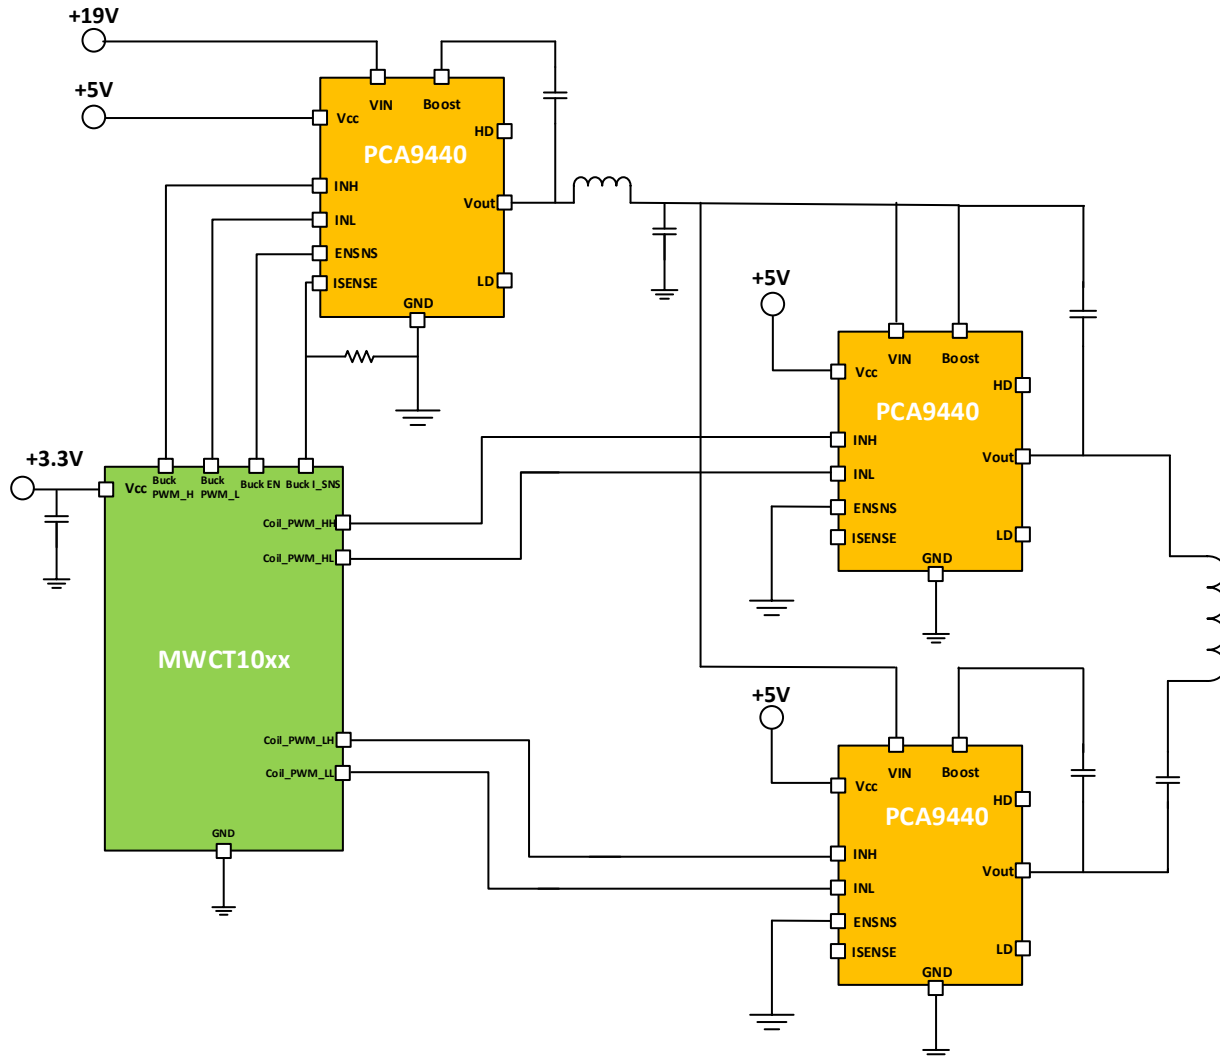 +19V
+5V
VIN
Boost
Vcc
HD
PCA9440
INH
Vout
INL
ENSNS
ISENSE
LD
GND
+5V
VIN
Boost
Vcc
HD
PCA9440
INH
Vout
INL
ENSNS
ISENSE
LD
GND
+3.3V
Vcc
Buck
PWM_H
Buck
PWM_L
Buck EN
Buck I_SNS
Coil_PWM_HH
Coil_PWM_HL
MWCT10xx
Coil_PWM_LH
Coil_PWM_LL
GND
+5V
VIN
Boost
Vcc
HD
PCA9440
INH
Vout
INL
ENSNS
ISENSE
LD
GND